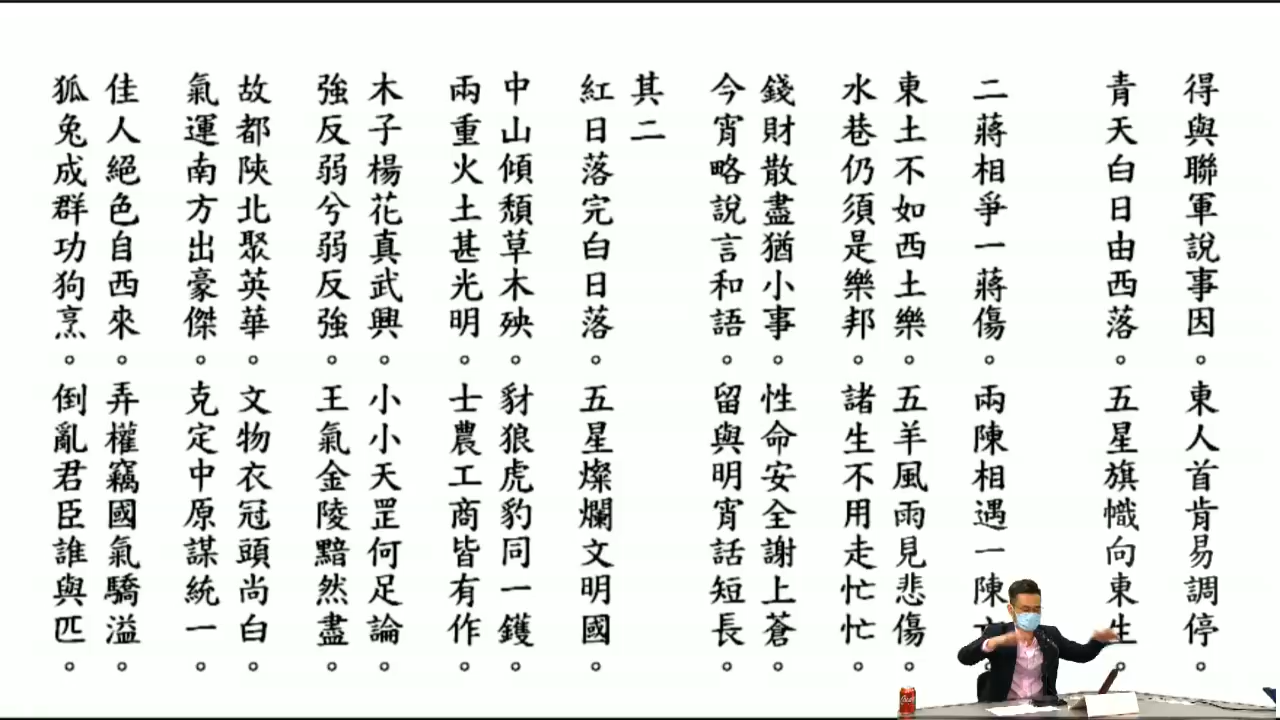 得與聯軍說事因。東人首肯易調停。
青天白日由西落。五星旗幟向東生。
二蔣相爭一蔣傷。兩陳相遇一陳
東土不如西土樂。五羊風雨見悲傷。
水巷仍須是樂邦。諸生不用走忙忙。
錢財散盡猶小事。性命安全謝上蒼。
今宵略說言和語。留與明宵話短長。
其二
紅日落完白日落。五星燦爛文明國。
中山傾頹草木殃。豺狼虎豹同一鑊。
兩重火土甚光明。士農工商皆有作。
木子楊花真武興。小小天罡何足論。
強反弱兮弱反強。王氣金陵黯然盡。
故都陝北聚英華。文物衣冠頭尚白。
氣運南方出豪傑。克定中原謀統一。
佳人絕色自西來。弄權竊國氣驕溢。
狐兔成群功狗烹。倒亂君臣誰與匹。